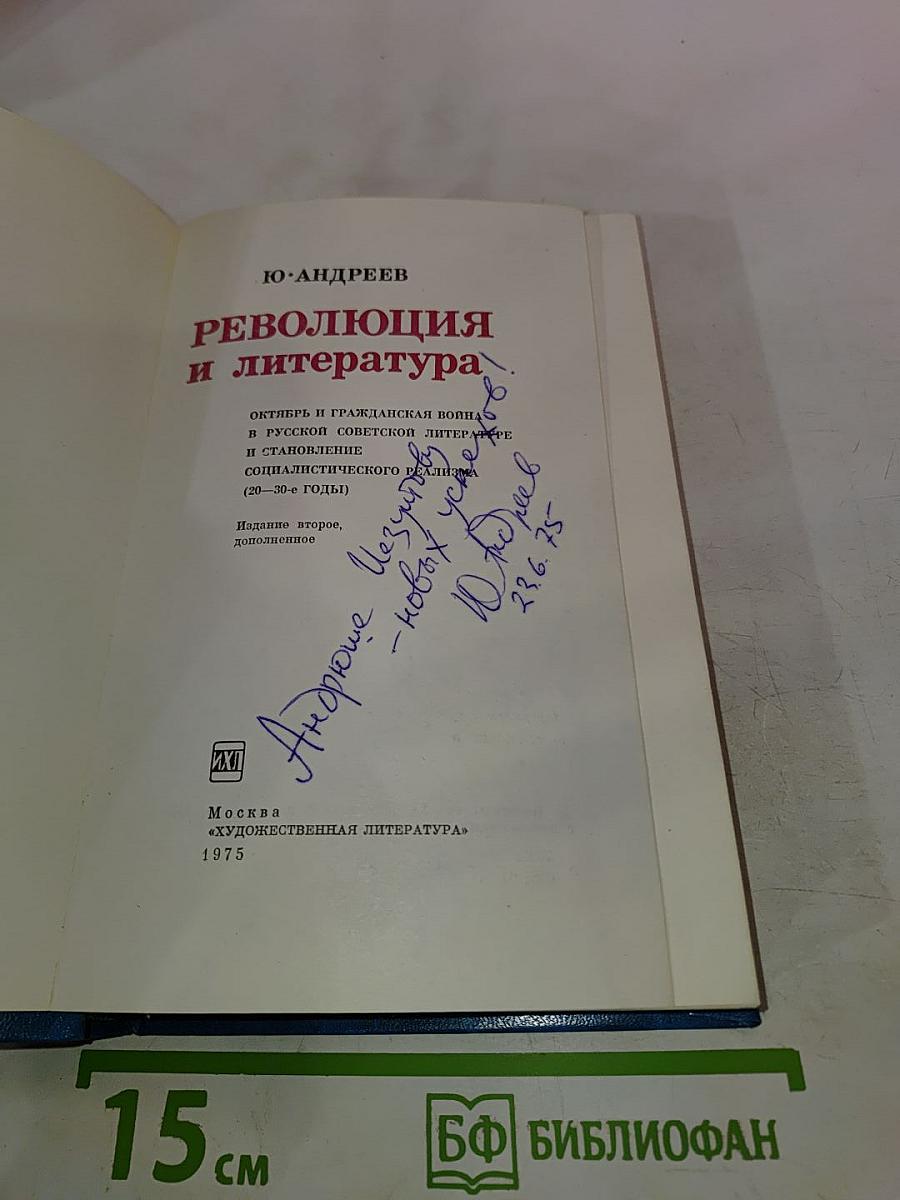 Ю·АНДРЕЕВ
РЕВОЛЮЦИЯ
и литература
ОКТЯБРЬ И ГРАЖДАНСКАЯ ВОЙНА
В РУССКОЙ СОВЕТСКОЙ ЛИТЕРАТУРЕ
И СТАНОВЛЕНИЕ
СОЦИАЛИСТИЧЕСКОГО РЕАЛИЗМА
(20—30-е ГОДЫ)
Издание второе,
дополненное
Андрюше Иезуитову
– новых успехов!
Ю Андреев
23.6.75
ИХЛ
Москва
«ХУДОЖЕСТВЕННАЯ ЛИТЕРАТУРА»
1975
15 см
БФ БИБЛИОФАН